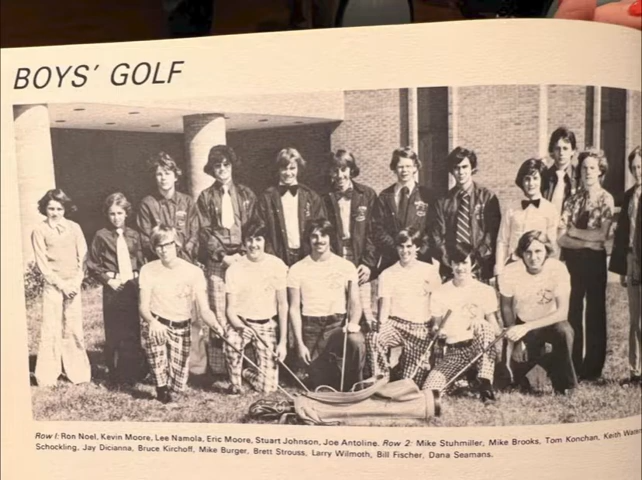 BOYS' GOLF
Row 1: Ron Noel, Kevin Moore, Lee Namola, Eric Moore, Stuart Johnson, Joe Antoline. Row 2: Mike Stuhmiller, Mike Brooks, Tom Konchan, Keith
Schockling, Jay Dicianna, Bruce Kirchoff, Mike Burger, Brett Strouss, Larry Wilmoth, Bill Fischer, Dana Seamans.